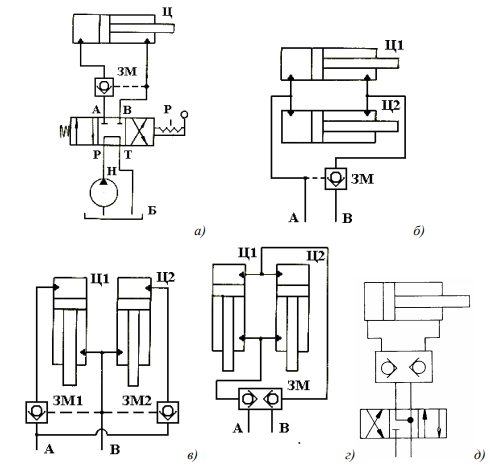 Ц
ЗМ
А В
Р
Р Т
Н
Б
а)
Ц1
Ц2
ЗМ
А В
б)
Ц1 Ц2
ЗМ1 ЗМ2
А В
в)
Ц1 Ц2
ЗМ
А В
г)
д)